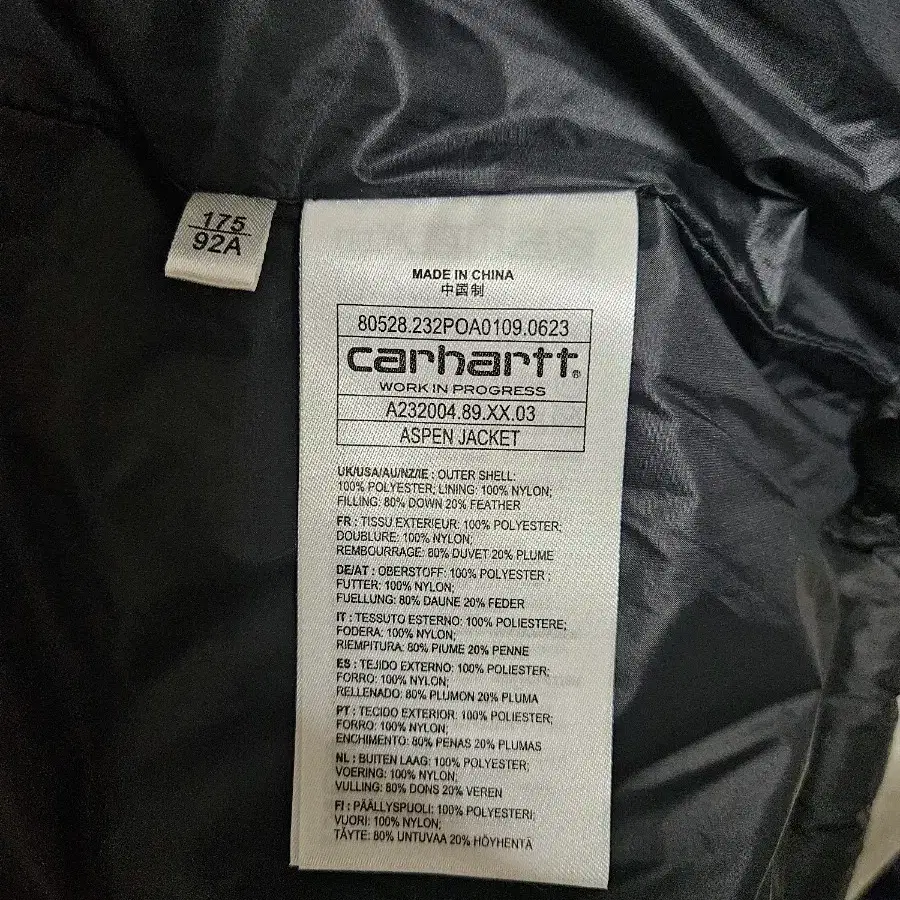 175
92A
MADE IN CHINA
中国制
80528.232POA0109.0623
carhartt®
WORK IN PROGRESS
A232004.89.XX.03
ASPEN JACKET
UK/USA/AU/NZ/IE : OUTER SHELL:
100% POLYESTER; LINING: 100% NYLON;
FILLING: 80% DOWN 20% FEATHER
FR : TISSU EXTERIEUR: 100% POLYESTER;
DOUBLURE: 100% NYLON;
REMBOURRAGE: 80% DUVET 20% PLUME
DE/AT : OBERSTOFF: 100% POLYESTER ;
FUTTER: 100% NYLON;
FUELLUNG: 80% DAUNE 20% FEDER
IT : TESSUTO ESTERNO: 100% POLIESTERE;
FODERA: 100% NYLON;
RIEMPITURA: 80% PIUME 20% PENNE
ES : TEJIDO EXTERNO: 100% POLIESTER;
FORRO: 100% NYLON;
RELLENADO: 80% PLUMON 20% PLUMA
PT : TECIDO EXTERIOR: 100% POLIESTER;
FORRO: 100% NYLON;
ENCHIMENTO: 80% PENAS 20% PLUMAS
NL : BUITEN LAAG: 100% POLYESTER;
VOERING: 100% NYLON;
VULLING: 80% DONS 20% VEREN
FI : PÄÄLLYSPUOLI: 100% POLYESTERI;
VUORI: 100% NYLON;
TÄYTE: 80% UNTUVAA 20% HÖYHENTÄ